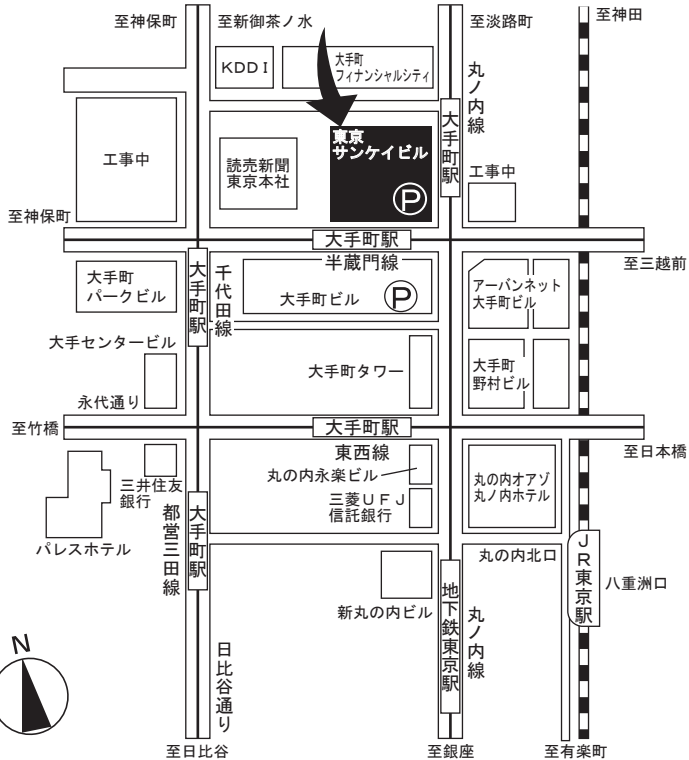 至神保町
至新御茶ノ水
至淡路町
至神田
KDDI
大手町
フィナンシャルシティ
丸ノ内線
大手町駅
工事中
読売新聞
東京本社
東京
サンケイビル
P
工事中
至神保町
大手町駅
至三越前
半蔵門線
大手町
パークビル
大手町駅
千代田線
大手町ビル
P
アーバンネット
大手町ビル
大手センタービル
大手町タワー
大手町
野村ビル
永代通り
至竹橋
大手町駅
至日本橋
東西線
丸の内永楽ビル
三井住友
銀行
三菱UFJ
信託銀行
丸の内オアゾ
丸ノ内ホテル
パレスホテル
都営三田線
大手町駅
丸の内北口
JR東京駅
八重洲口
新丸の内ビル
地下鉄東京駅
丸ノ内線
N
日比谷通り
至日比谷
至銀座
至有楽町